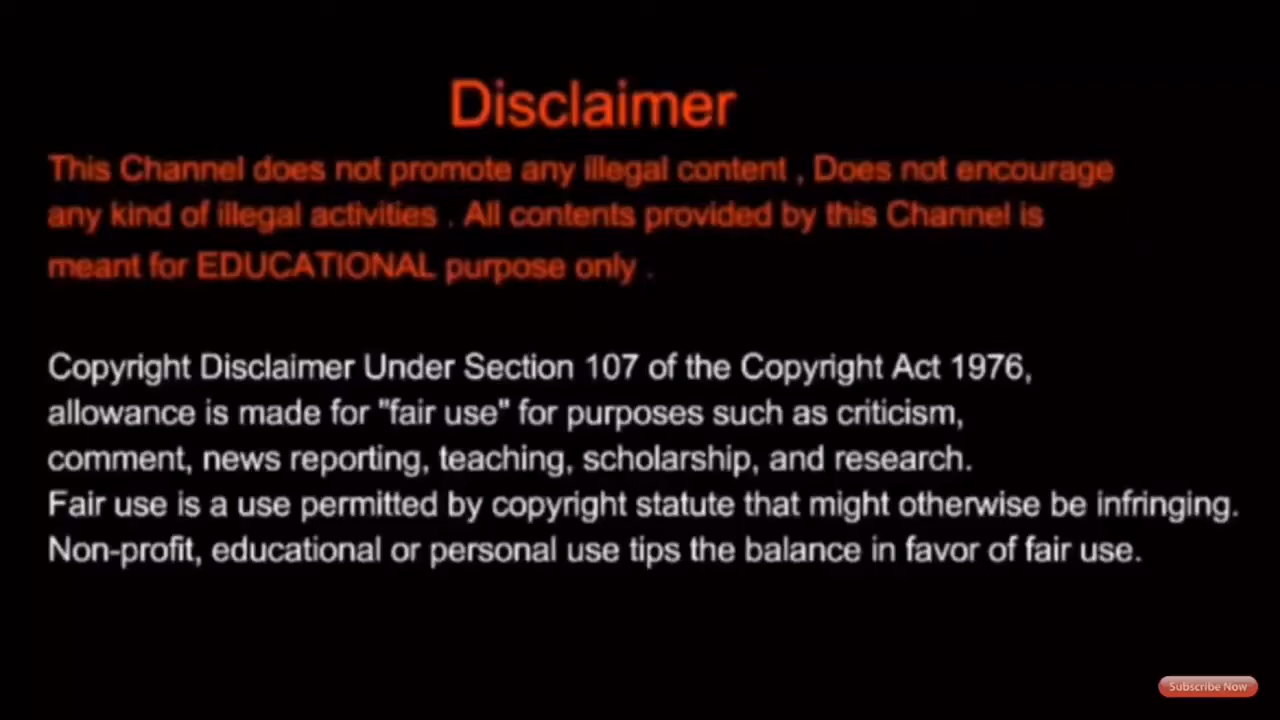 Disclaimer
This Channel does not promote any illegal content , Does not encourage
any kind of illegal activities . All contents provided by this Channel is
meant for EDUCATIONAL purpose only .
Copyright Disclaimer Under Section 107 of the Copyright Act 1976,
allowance is made for "fair use" for purposes such as criticism,
comment, news reporting, teaching, scholarship, and research.
Fair use is a use permitted by copyright statute that might otherwise be infringing.
Non-profit, educational or personal use tips the balance in favor of fair use.
Subscribe Now